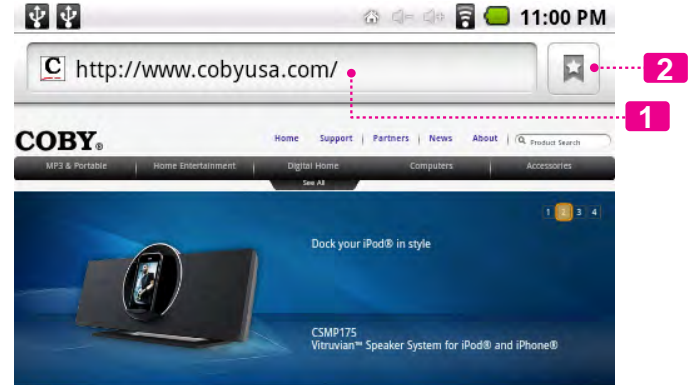 11:00 PM
C http://www.cobyusa.com/
2
1
COBY®
Home Support | Partners | News About | Product Search
MP3 & Portable | Home Entertainment | Digital Home Computers Accessories
See All
1 2 3 4
Dock your iPod® in style
CSMP175
Vitruvian™ Speaker System for iPod® and iPhone®